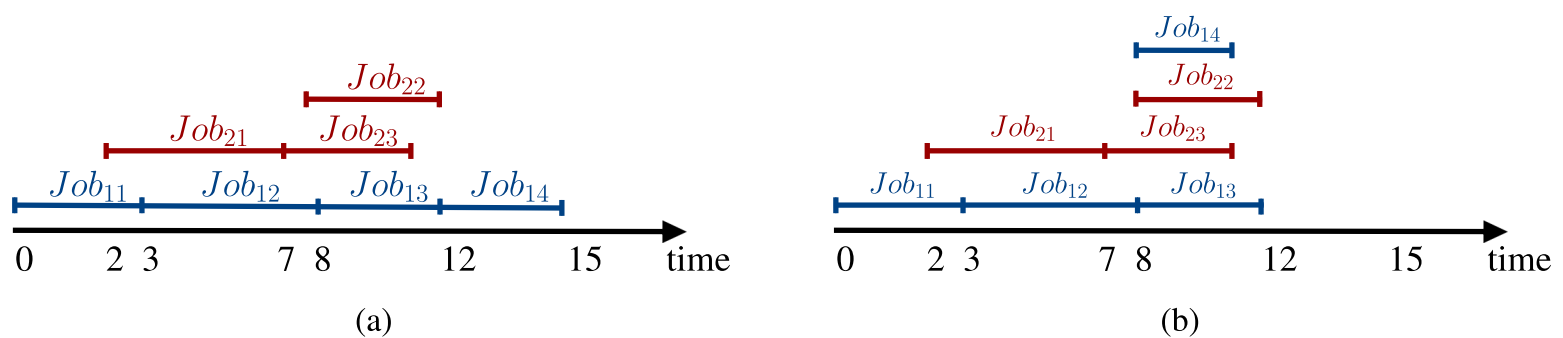 Job22
Job21 Job23
Job11 Job12 Job13 Job14
0 2 3 7 8 12 15 time
(a)
Job14
Job22
Job21 Job23
Job11 Job12 Job13
0 2 3 7 8 12 15 time
(b)